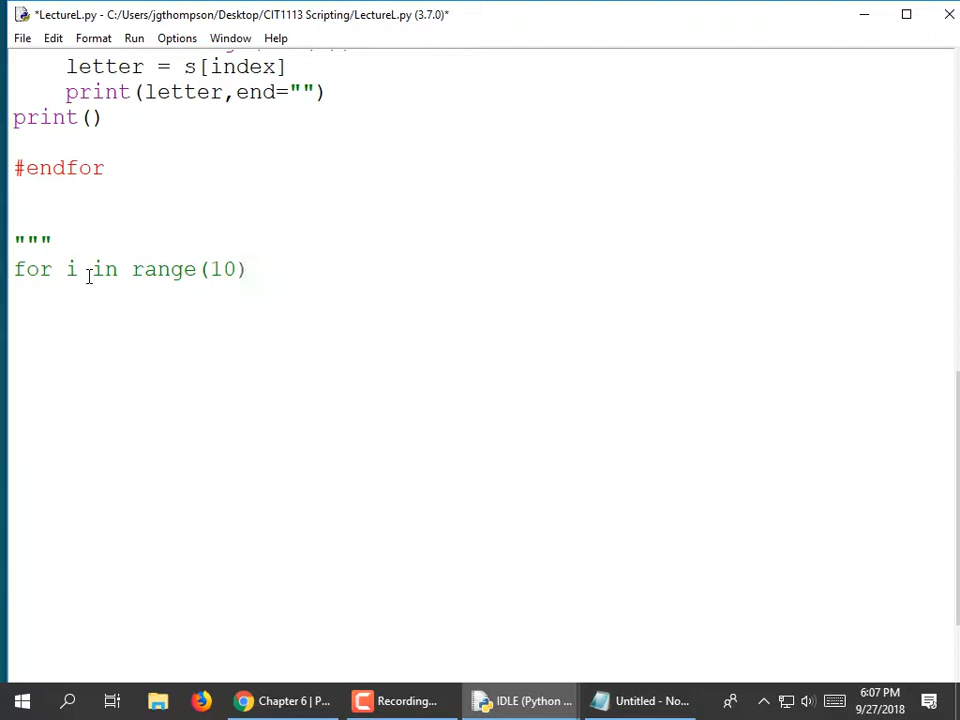 *LectureL.py - C:/Users/jgthompson/Desktop/CIT1113 Scripting/LectureL.py (3.7.0)*
File Edit Format Run Options Window Help
letter = s[index]
print(letter,end="")
print()
#endfor
"""
for i in range(10)
Chapter 6 | P...
Recording...
IDLE (Python ...
Untitled - No...
6:07 PM
9/27/2018